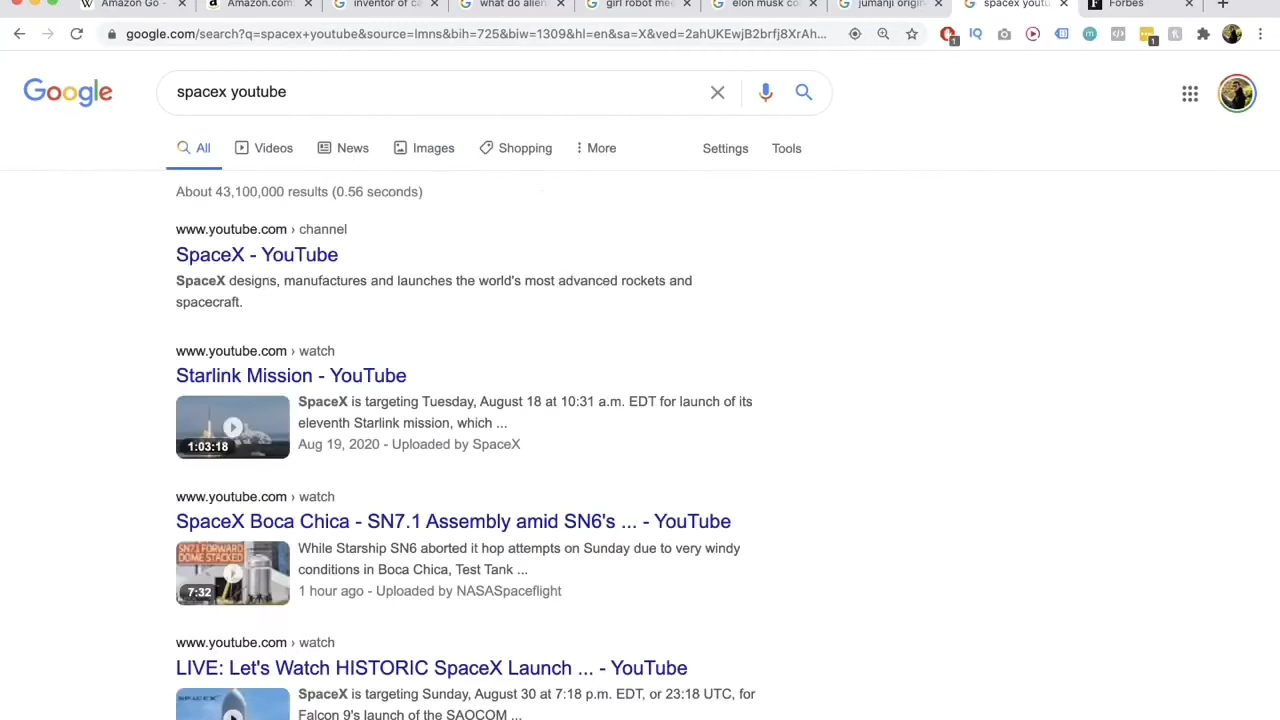 Amazon Go -
Amazon.com
inventor of ca
what do alien
girl robot mee
elon musk co
jumanji origin
spacex youtu
Forbes
google.com/search?q=spacex+youtube&source=lmns&bih=725&biw=1309&hl=en&sa=X&ved=2ahUKEwjB2brfj8XrAh...
Google
spacex youtube
All
Videos
News
Images
Shopping
More
Settings
Tools
About 43,100,000 results (0.56 seconds)
www.youtube.com › channel
SpaceX - YouTube
SpaceX designs, manufactures and launches the world's most advanced rockets and
spacecraft.
www.youtube.com › watch
Starlink Mission - YouTube
SpaceX is targeting Tuesday, August 18 at 10:31 a.m. EDT for launch of its
eleventh Starlink mission, which ...
1:03:18
Aug 19, 2020 - Uploaded by SpaceX
www.youtube.com › watch
SpaceX Boca Chica - SN7.1 Assembly amid SN6's ... - YouTube
SN7.1 FORWARD
DOME STACKED
While Starship SN6 aborted it hop attempts on Sunday due to very windy
conditions in Boca Chica, Test Tank ...
7:32
1 hour ago - Uploaded by NASASpaceflight
www.youtube.com › watch
LIVE: Let's Watch HISTORIC SpaceX Launch ... - YouTube
SPACEX
SpaceX is targeting Sunday, August 30 at 7:18 p.m. EDT, or 23:18 UTC, for
Falcon 9's launch of the SAOCOM ...